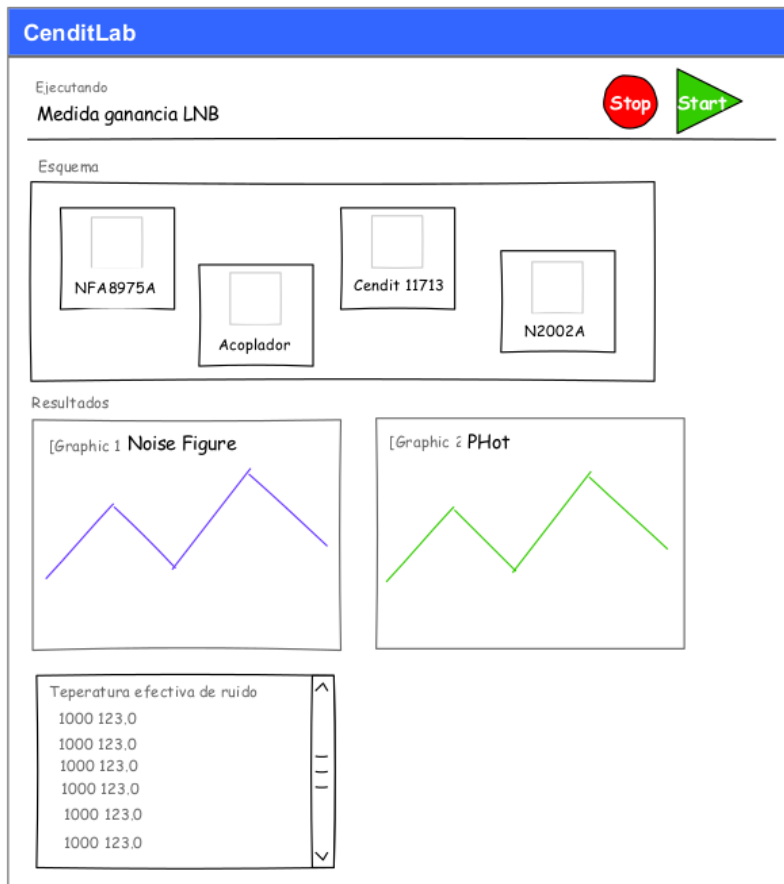 CenditLab
Ejecutando
Medida ganancia LNB
Stop
Start
Esquema
NFA8975A
Acoplador
Cendit 11713
N2002A
Resultados
[Graphic 1 Noise Figure
[Graphic 2 PHot
Teperatura efectiva de ruido
1000 123.0
1000 123.0
1000 123.0
1000 123.0
1000 123.0
1000 123.0